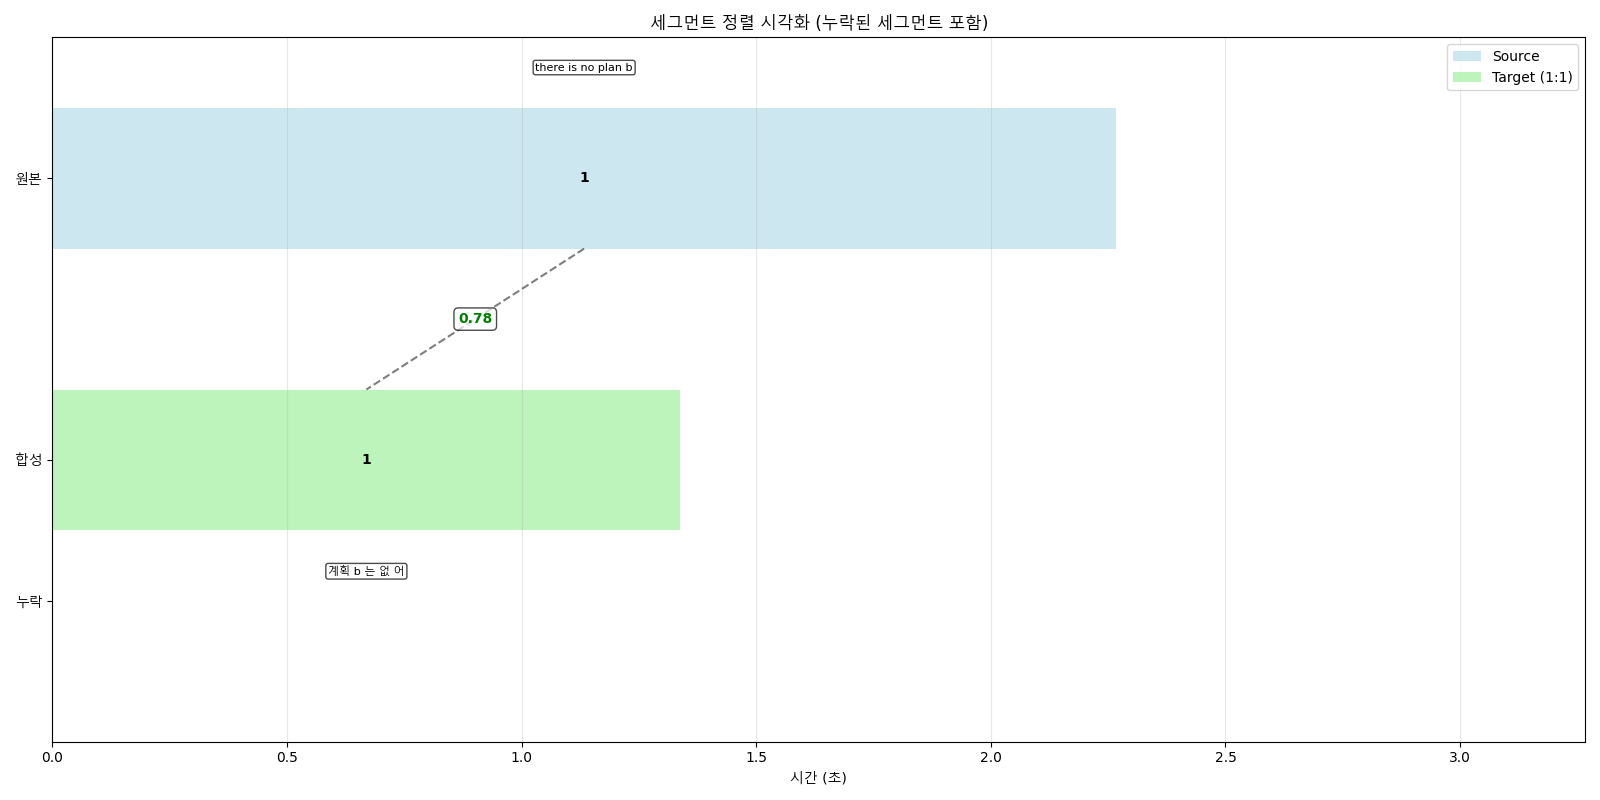 세그먼트 정렬 시각화 (누락된 세그먼트 포함)
Source
Target (1:1)
there is no plan b
원본
1
0.78
합성
1
계획 b 는 없 어
누락
0.0 0.5 1.0 1.5 2.0 2.5 3.0
시간 (초)